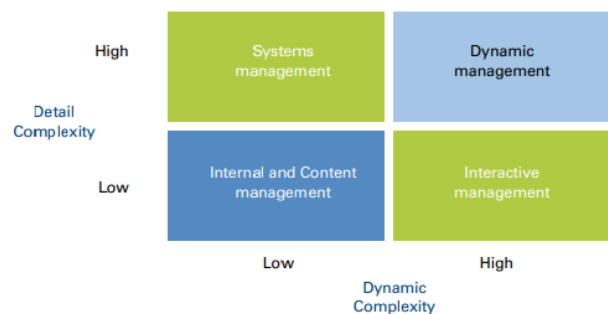 High
Systems
management
Dynamic
management
Detail
Complexity
Low
Internal and Content
management
Interactive
management
Low
High
Dynamic
Complexity